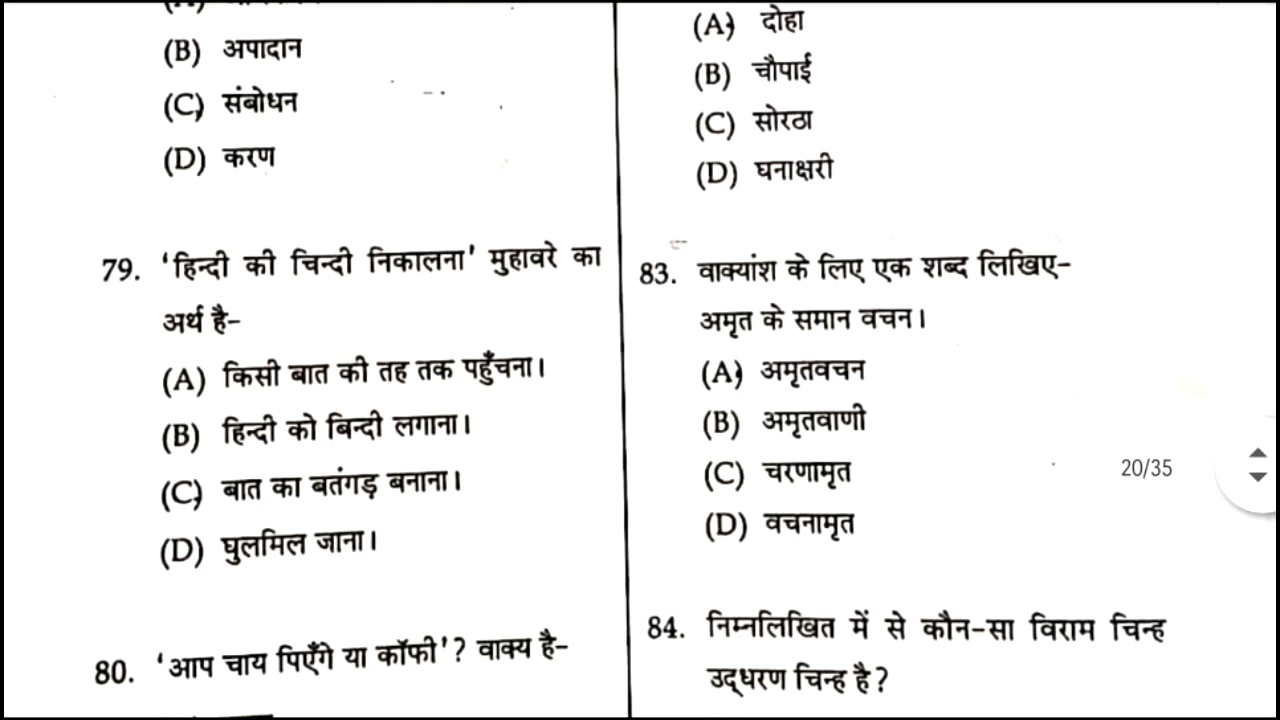 (B) अपादान
(C) संबोधन
(D) करण
79. 'हिन्दी की चिन्दी निकालना' मुहावरे का
अर्थ है-
(A) किसी बात की तह तक पहुँचना।
(B) हिन्दी को बिन्दी लगाना।
(C) बात का बतंगड़ बनाना।
(D) घुलमिल जाना।
80. 'आप चाय पिएँगे या कॉफी'? वाक्य है-
(A) दोहा
(B) चौपाई
(C) सोरठा
(D) घनाक्षरी
83. वाक्यांश के लिए एक शब्द लिखिए-
अमृत के समान वचन।
(A) अमृतवचन
(B) अमृतवाणी
(C) चरणामृत
(D) वचनामृत
84. निम्नलिखित में से कौन-सा विराम चिन्ह
उद्धरण चिन्ह है?
20/35